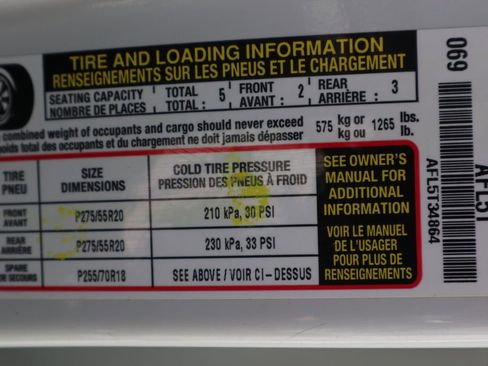 TIRE AND LOADING INFORMATION
RENSEIGNEMENTS SUR LES PNEUS ET LE CHARGEMENT
SEATING CAPACITY TOTAL : 5 FRONT : 2 REAR : 3
NOMBRE DE PLACES TOTAL : AVANT : ARRIÈRE :
combined weight of occupants and cargo should never exceed 575 kg or 1265 lbs.
total des occupants et du chargement ne doit jamais dépasser kg ou lb.
TIRE SIZE COLD TIRE PRESSURE
PNEU DIMENSIONS PRESSION DES PNEUS À FROID
FRONT
AVANT P275/55R20 210 kPa, 30 PSI
REAR
ARRIÈRE P275/55R20 230 kPa, 33 PSI
SPARE
DE SECOURS P255/70R18 SEE ABOVE / VOIR CI-DESSUS
SEE OWNER'S
MANUAL FOR
ADDITIONAL
INFORMATION
VOIR LE MANUEL
DE L'USAGER
POUR PLUS DE
RENSEIGNEMENTS
069
AFL5T34864
AFL5T